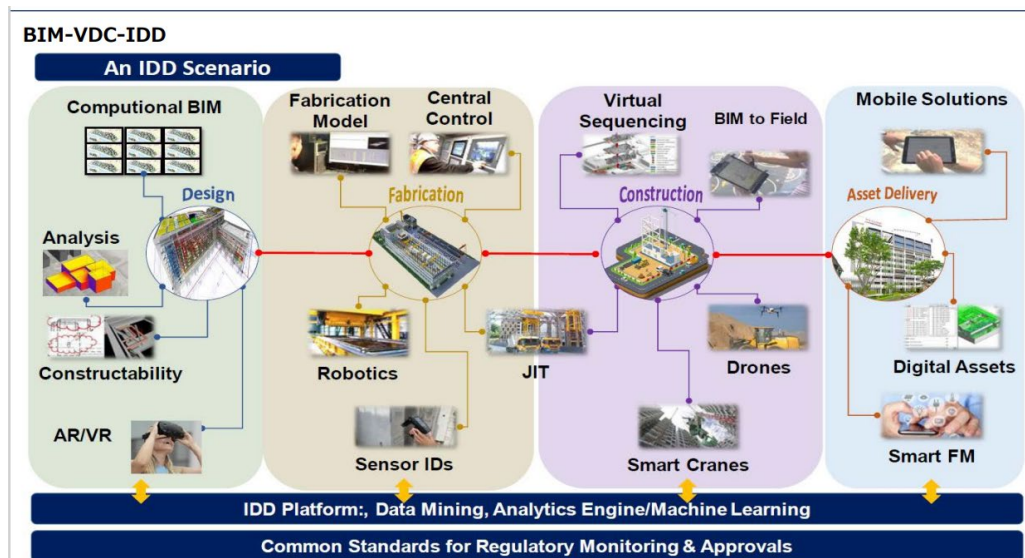 BIM-VDC-IDD
An IDD Scenario
Computional BIM
Design
Analysis
Constructability
AR/VR
Fabrication
Model
Central
Control
Fabrication
Robotics
JIT
Sensor IDs
Virtual
Sequencing
BIM to Field
Construction
Drones
Smart Cranes
Mobile Solutions
Asset Delivery
Digital Assets
Smart FM
IDD Platform:, Data Mining, Analytics Engine/Machine Learning
Common Standards for Regulatory Monitoring & Approvals